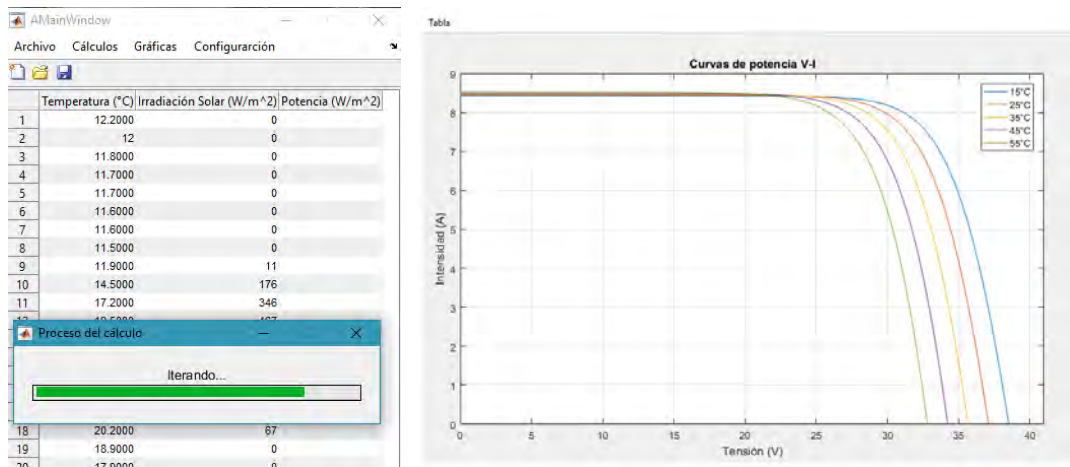 AMainWindow
Archivo Cálculos Gráficas Configurarción
Temperatura (°C) Irradiación Solar (W/m^2) Potencia (W/m^2)
1 12.2000 0
2 12 0
3 11.8000 0
4 11.7000 0
5 11.7000 0
6 11.6000 0
7 11.6000 0
8 11.5000 0
9 11.9000 11
10 14.5000 176
11 17.2000 346
Proceso del cálculo
Iterando...
18 20.2000 67
19 18.9000 0
20 17.9000 0
Tabla
Curvas de potencia V-I
15°C
25°C
35°C
45°C
55°C
Intensidad (A)
9
8
7
6
5
4
3
2
1
0
0 5 10 15 20 25 30 35 40
Tensión (V)